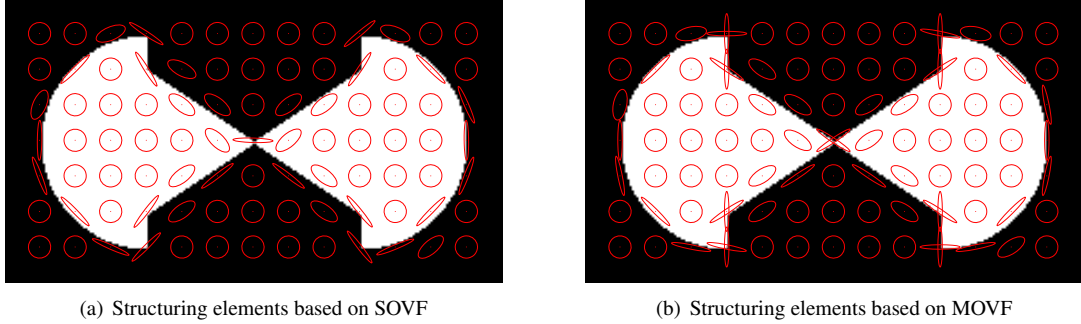 (a) Structuring elements based on SOVF
(b) Structuring elements based on MOVF